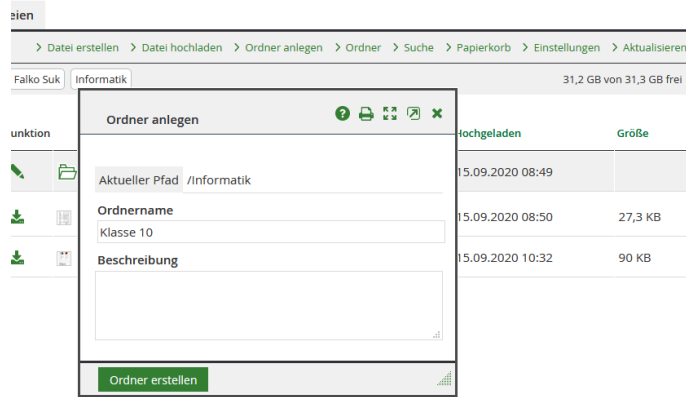 eien
> Datei erstellen > Datei hochladen > Ordner anlegen > Ordner > Suche > Papierkorb > Einstellungen > Aktualisieren
Falko Suk Informatik 31,2 GB von 31,3 GB frei
Ordner anlegen
unktion Hochgeladen Größe
15.09.2020 08:49
Aktueller Pfad /Informatik
Ordnername
15.09.2020 08:50 27,3 KB
Klasse 10
Beschreibung
15.09.2020 10:32 90 KB
Ordner erstellen